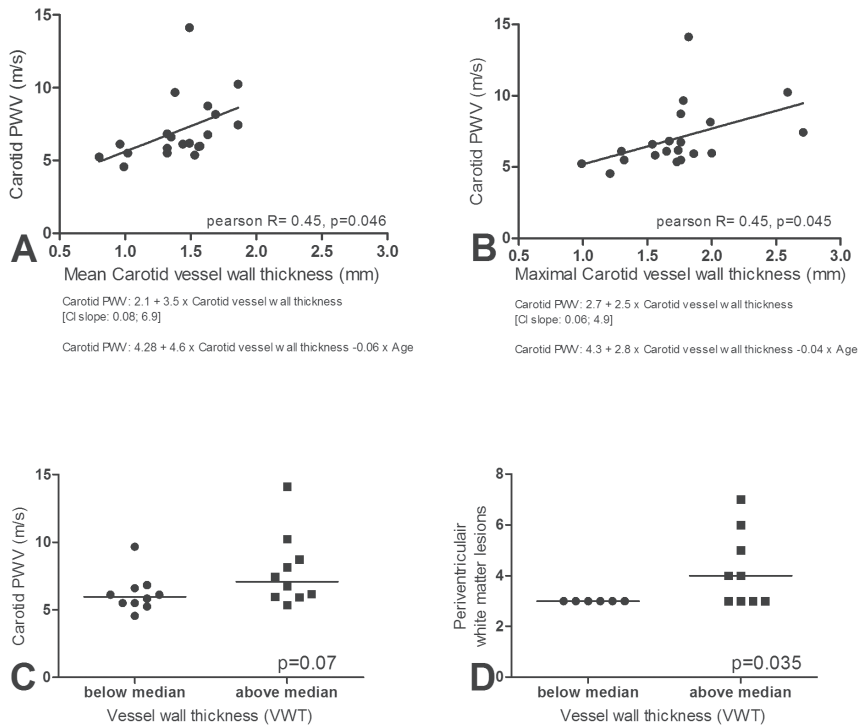 15
10
5
0
Carotid PWV (m/s)
pearson R= 0.45, p=0.046
0.5 1.0 1.5 2.0 2.5 3.0
A
Mean Carotid vessel wall thickness (mm)
Carotid PWV: 2.1 + 3.5 x Carotid vessel wall thickness
[CI slope: 0.08; 6.9]
Carotid PWV: 4.28 + 4.6 x Carotid vessel wall thickness -0.06 x Age
15
10
5
0
Carotid PWV (m/s)
pearson R= 0.45, p=0.045
0.5 1.0 1.5 2.0 2.5 3.0
B
Maximal Carotid vessel wall thickness (mm)
Carotid PWV: 2.7 + 2.5 x Carotid vessel wall thickness
[CI slope: 0.06; 4.9]
Carotid PWV: 4.3 + 2.8 x Carotid vessel wall thickness -0.04 x Age
15
10
5
0
Carotid PWV (m/s)
p=0.07
C
below median above median
Vessel wall thickness (VWT)
8
6
4
2
0
Periventriculair
white matter lesions
p=0.035
D
below median above median
Vessel wall thickness (VWT)